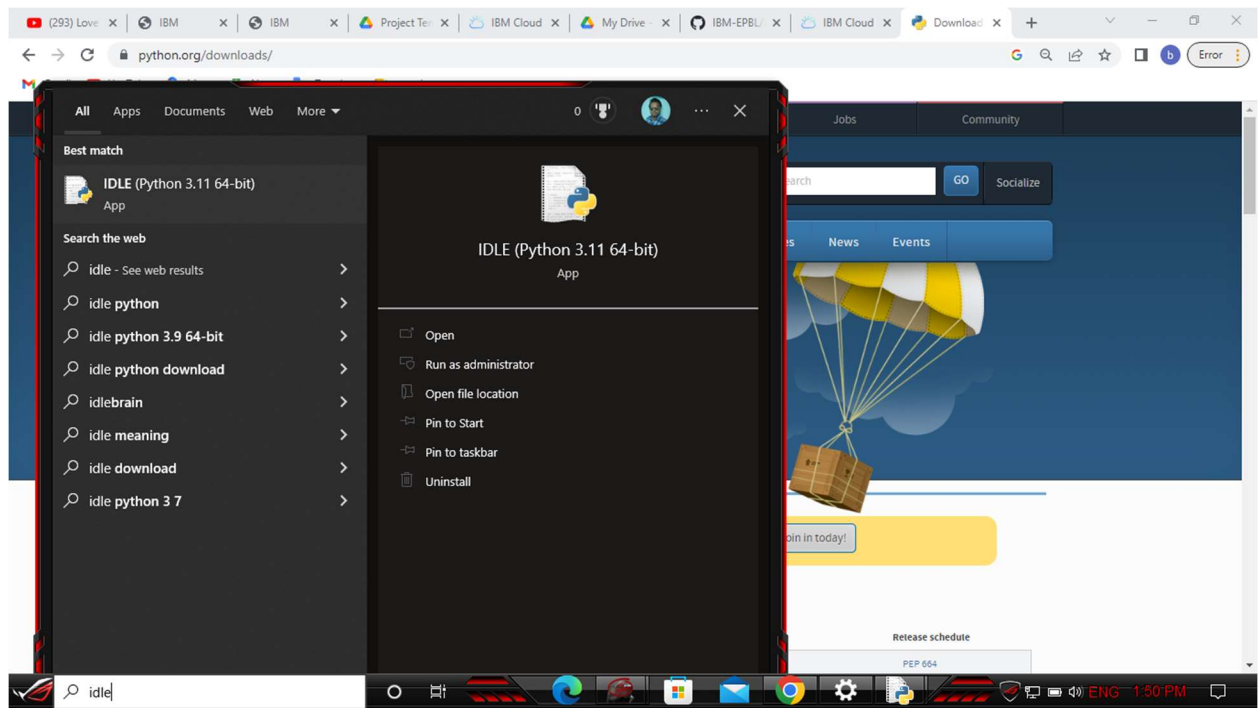 (293) Love
IBM
IBM
Project Ter
IBM Cloud
My Drive -
IBM-EPBL/
IBM Cloud
Download
python.org/downloads/
b
Error
All
Apps
Documents
Web
More
0
Jobs
Community
Best match
IDLE (Python 3.11 64-bit)
App
Search the web
idle - See web results
idle python
idle python 3.9 64-bit
idle python download
idlebrain
idle meaning
idle download
idle python 3 7
IDLE (Python 3.11 64-bit)
App
Open
Run as administrator
Open file location
Pin to Start
Pin to taskbar
Uninstall
earch
GO
Socialize
es
News
Events
oin in today!
Release schedule
PEP 664
idle
ENG
1:50 PM